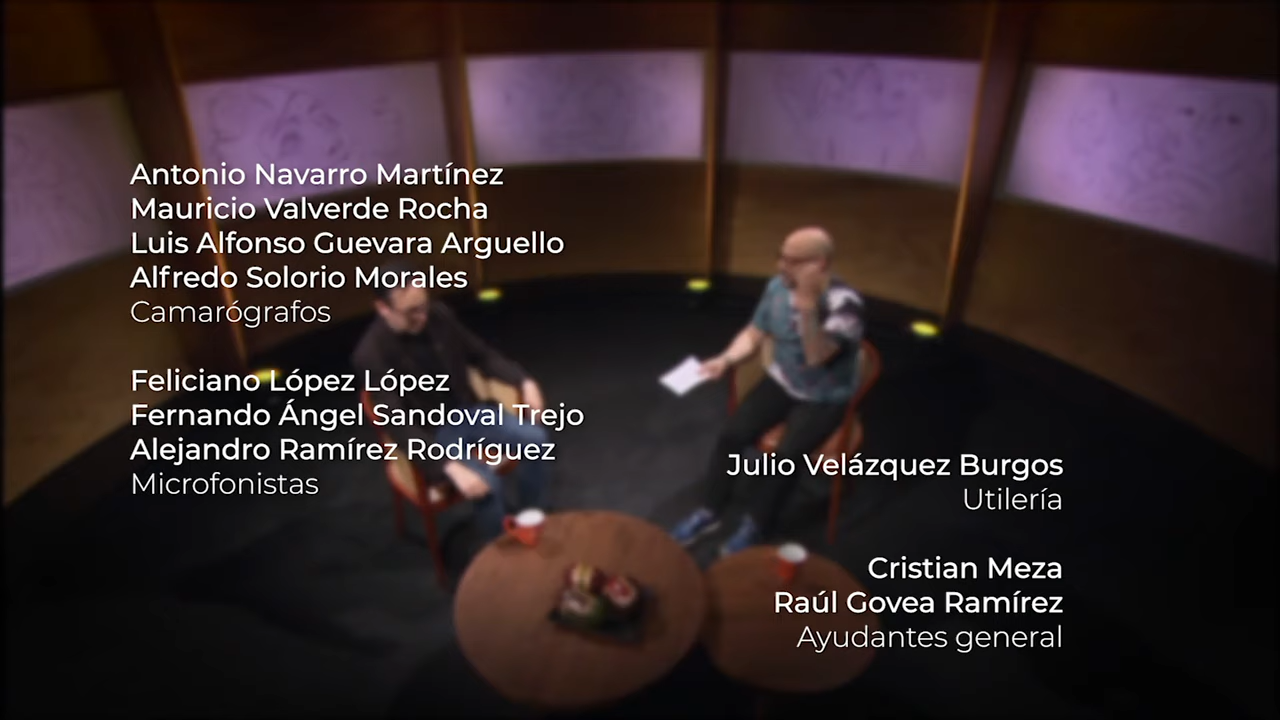 Antonio Navarro Martínez
Mauricio Valverde Rocha
Luis Alfonso Guevara Arguello
Alfredo Solorio Morales
Camarógrafos
Feliciano López López
Fernando Ángel Sandoval Trejo
Alejandro Ramírez Rodríguez
Microfonistas
Julio Velázquez Burgos
Utilería
Cristian Meza
Raúl Govea Ramírez
Ayudantes general